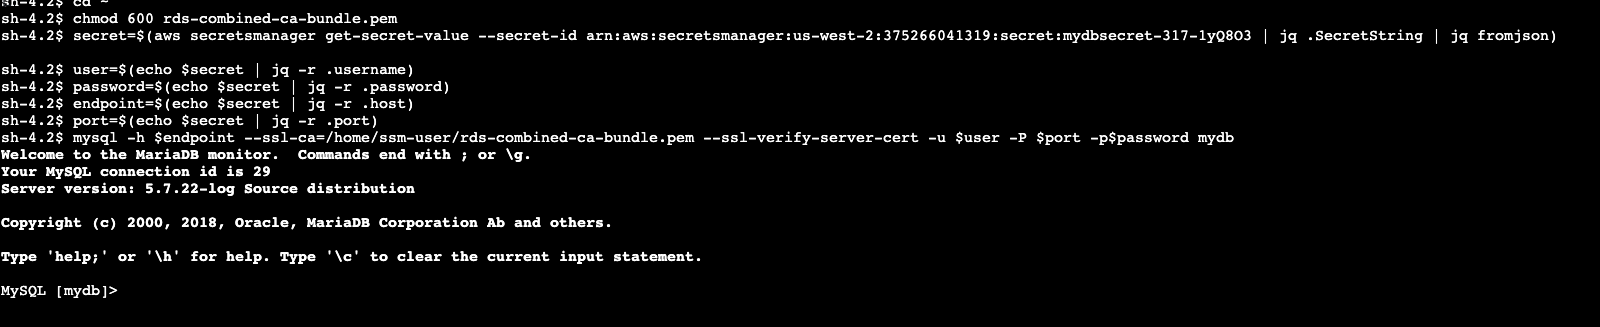 sh-4.2$ cd ~
sh-4.2$ chmod 600 rds-combined-ca-bundle.pem
sh-4.2$ secret=$(aws secretsmanager get-secret-value --secret-id arn:aws:secretsmanager:us-west-2:375266041319:secret:mydbsecret-317-1yQ8O3 | jq .SecretString | jq fromjson)
sh-4.2$ user=$(echo $secret | jq -r .username)
sh-4.2$ password=$(echo $secret | jq -r .password)
sh-4.2$ endpoint=$(echo $secret | jq -r .host)
sh-4.2$ port=$(echo $secret | jq -r .port)
sh-4.2$ mysql -h $endpoint --ssl-ca=/home/ssm-user/rds-combined-ca-bundle.pem --ssl-verify-server-cert -u $user -P $port -p$password mydb
Welcome to the MariaDB monitor.  Commands end with ; or \g.
Your MySQL connection id is 29
Server version: 5.7.22-log Source distribution
Copyright (c) 2000, 2018, Oracle, MariaDB Corporation Ab and others.
Type 'help;' or '\h' for help. Type '\c' to clear the current input statement.
MySQL [mydb]>